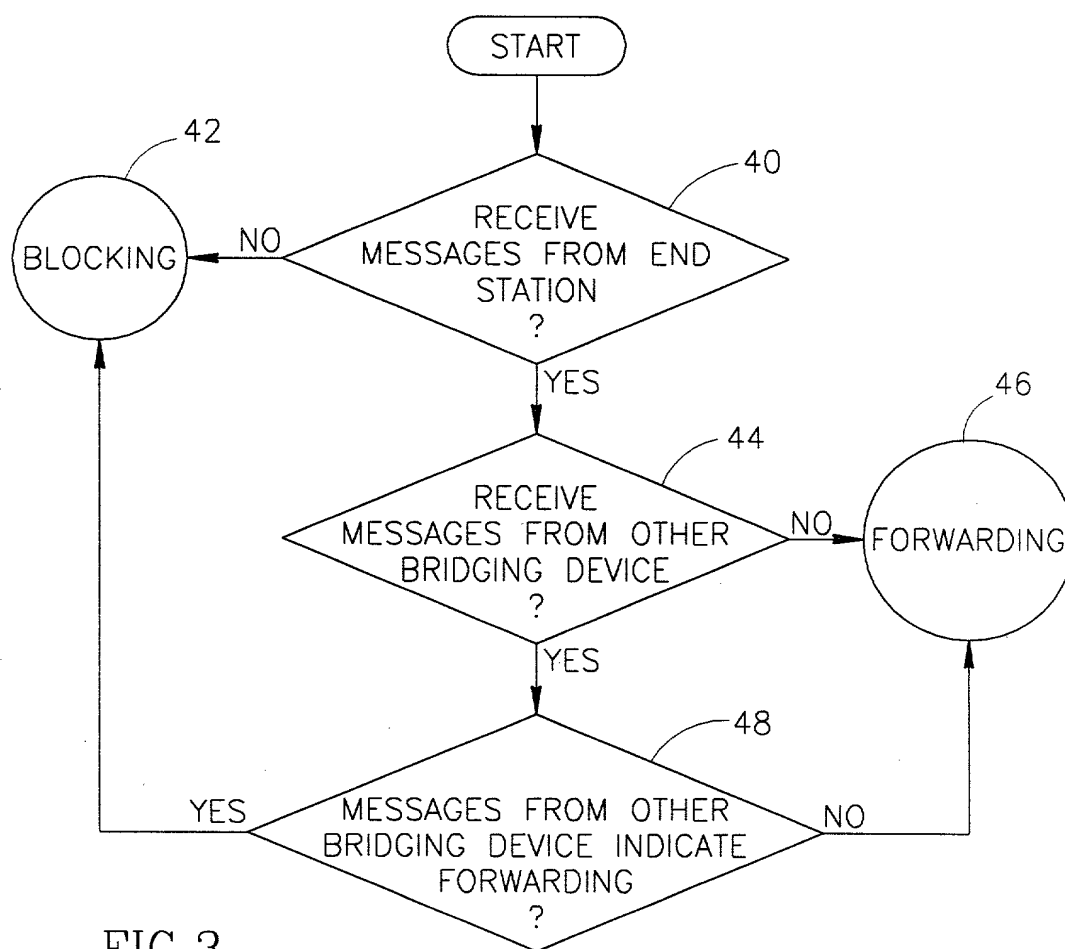 START
42
40
RECEIVE
MESSAGES FROM END
STATION
?
NO
BLOCKING
YES
46
44
RECEIVE
MESSAGES FROM OTHER
BRIDGING DEVICE
?
NO
FORWARDING
YES
48
MESSAGES FROM OTHER
BRIDGING DEVICE INDICATE
FORWARDING
?
YES
NO
FIG. 3